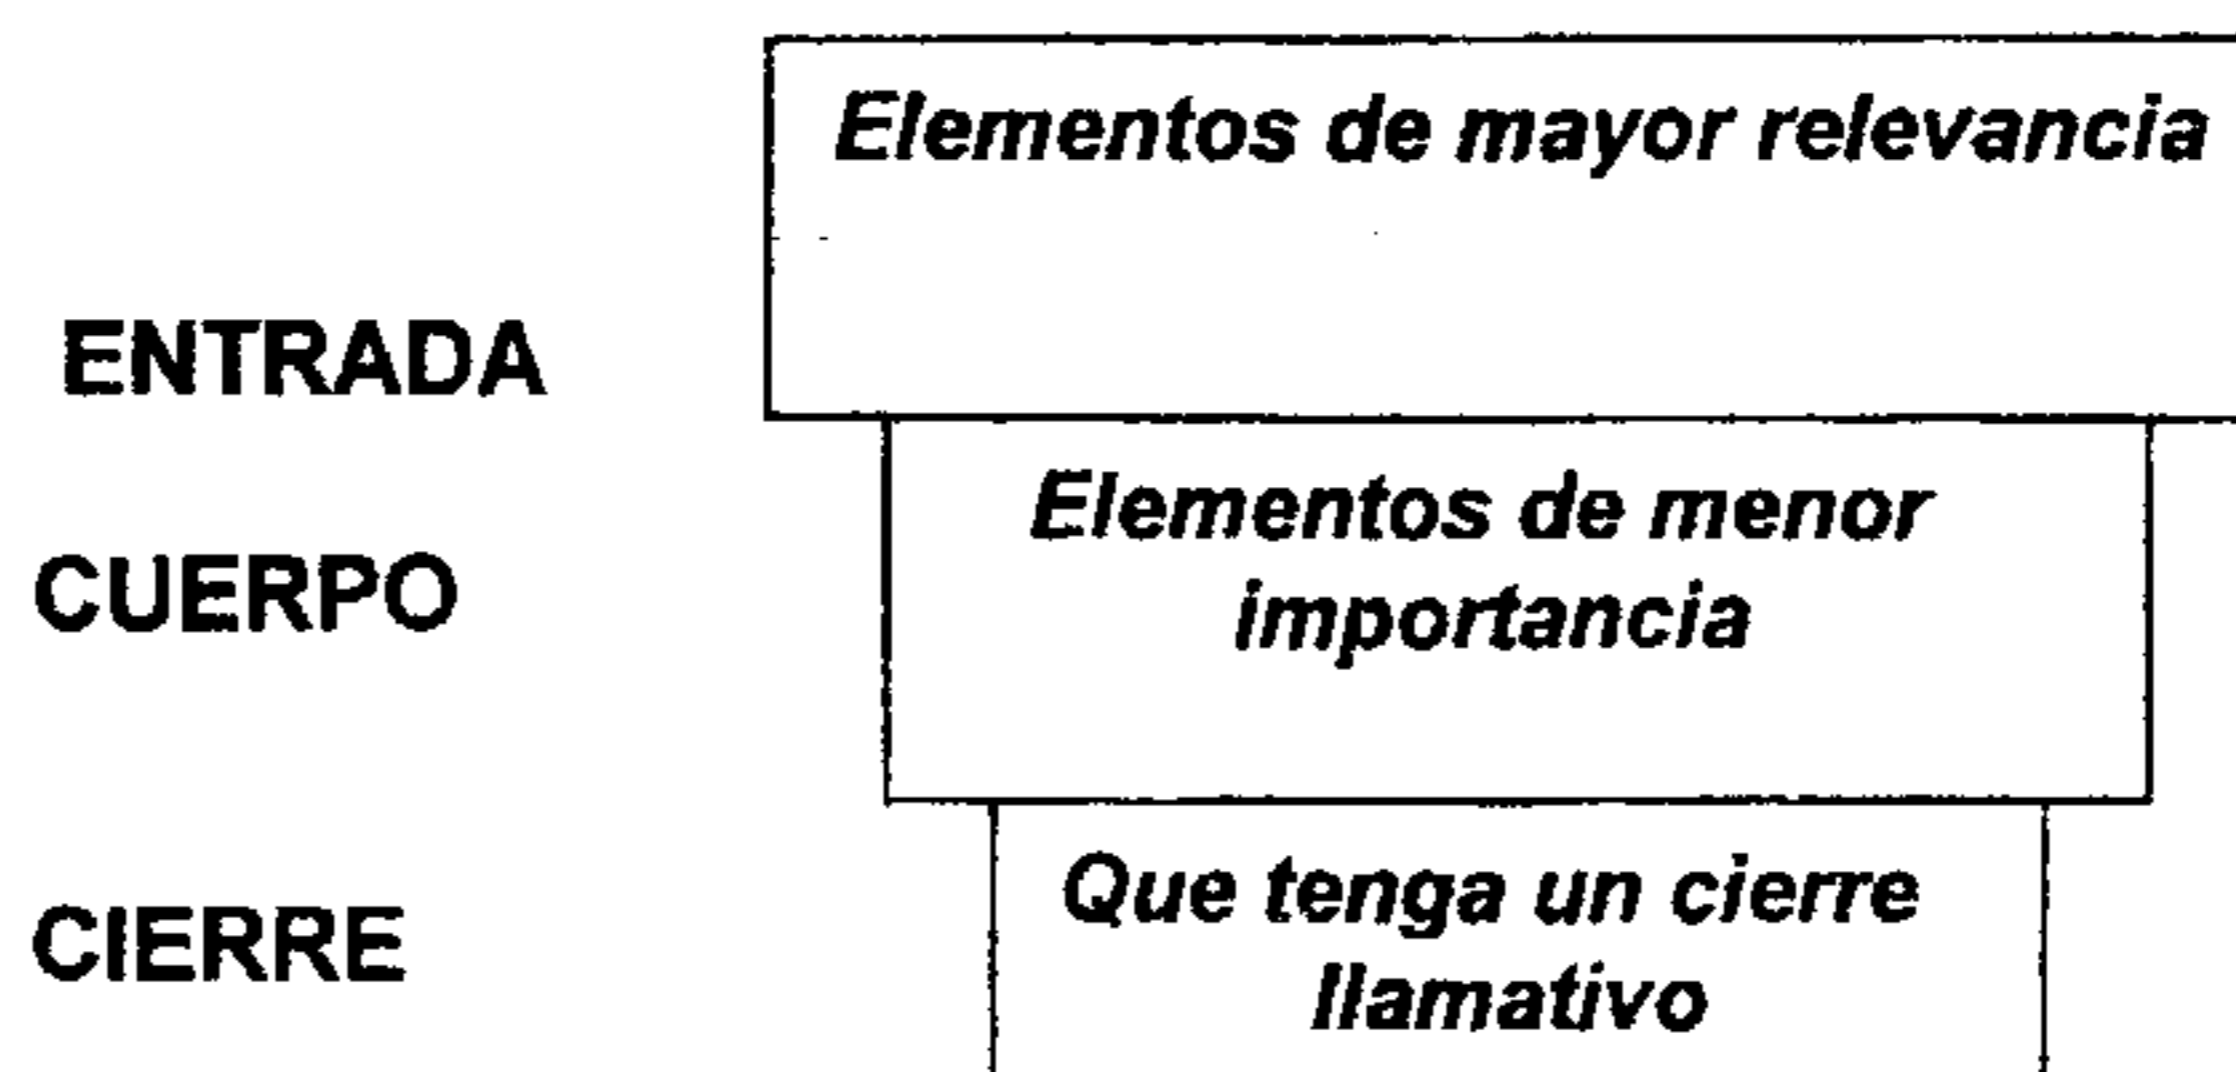 Elementos de mayor relevancia
ENTRADA
Elementos de menor
importancia
CUERPO
Que tenga un cierre
llamativo
CIERRE